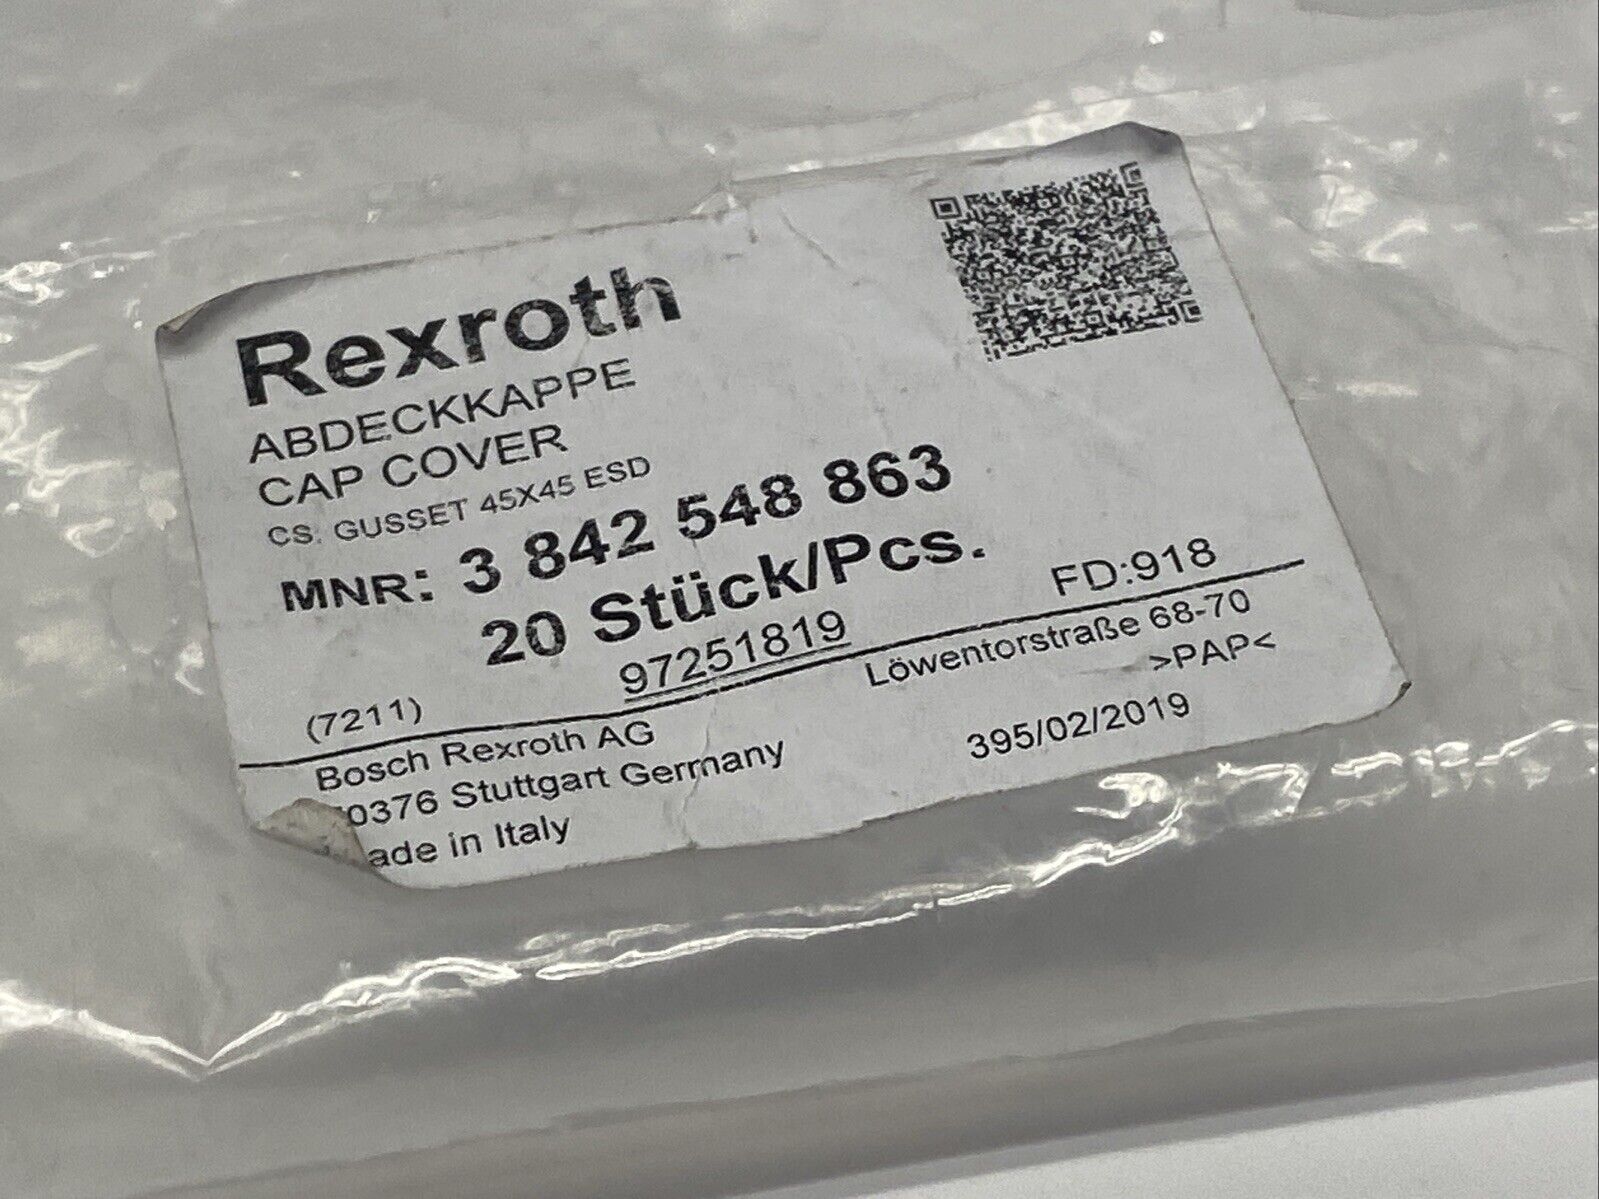 Rexroth
ABDECKKAPPE
CAP COVER
CS. GUSSET 45X45 ESD
MNR: 3 842 548 863
20 Stück/Pcs.
97251819
FD:918
(7211)
Bosch Rexroth AG
Löwentorstraße 68-70
0376 Stuttgart Germany
>PAP<
ade in Italy
395/02/2019